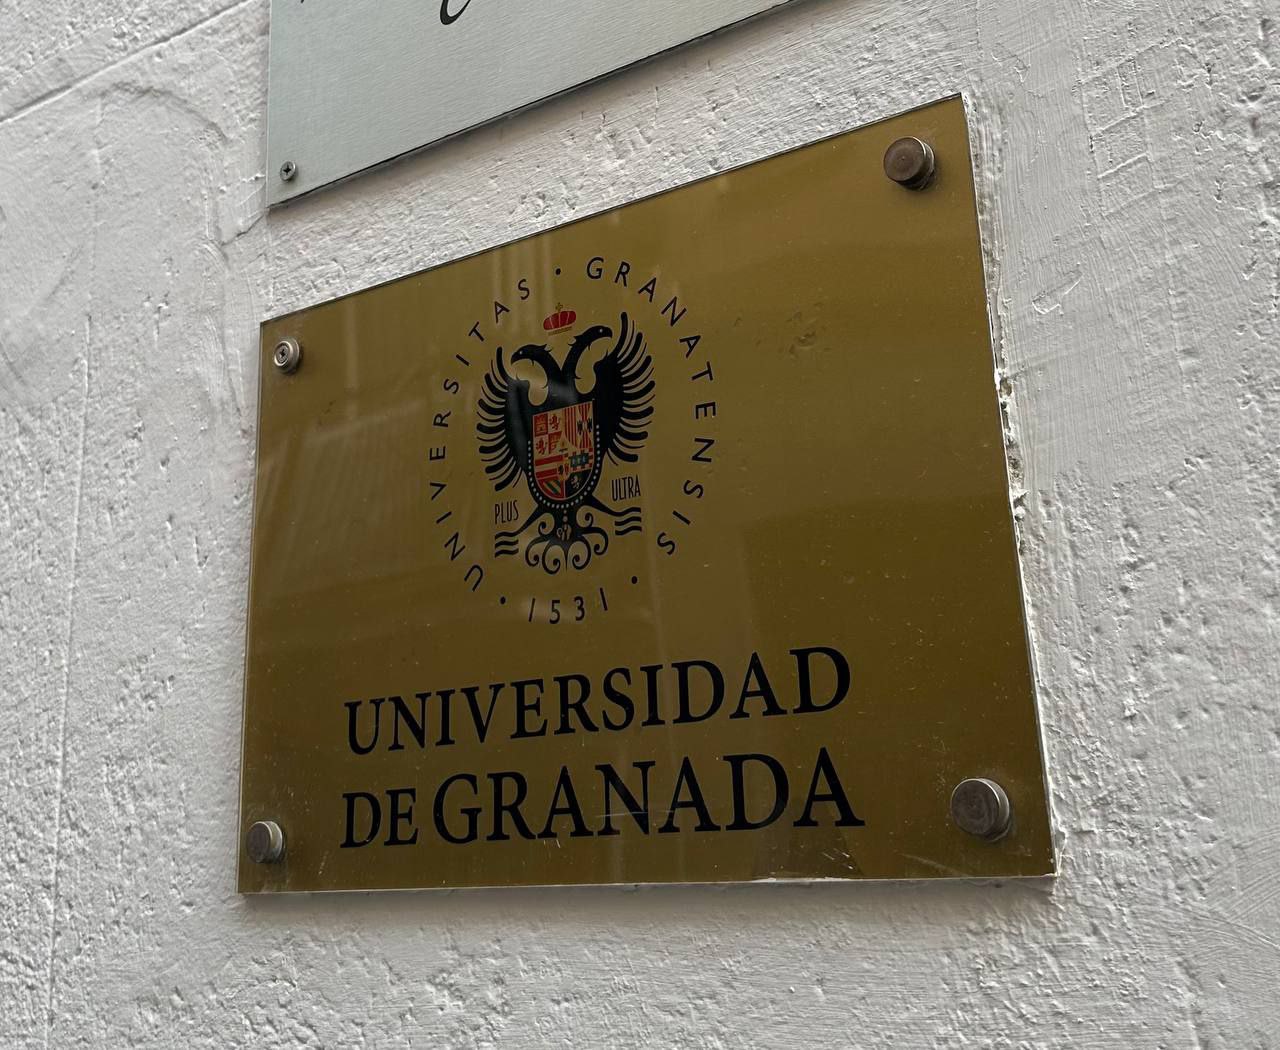 UNIVERSITAS · GRANATENSIS
PLUS ULTRA
· 1531 ·
UNIVERSIDAD
DE GRANADA